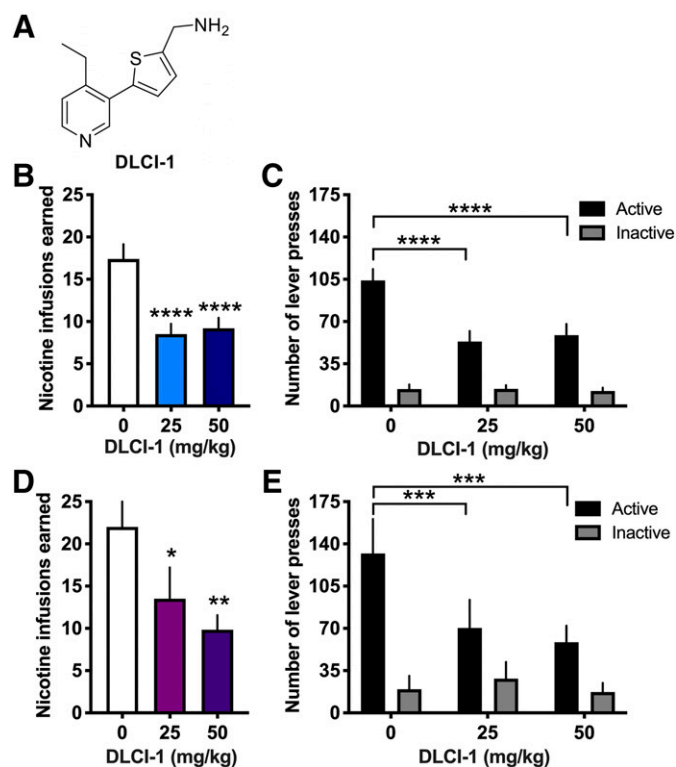 A
NH2
S
N
DLCI-1
B
Nicotine infusions earned
25
20
15
10
5
0
****
****
0
25
50
DLCI-1 (mg/kg)
C
Number of lever presses
175
140
105
70
35
0
****
****
Active
Inactive
0
25
50
DLCI-1 (mg/kg)
D
Nicotine infusions earned
25
20
15
10
5
0
*
**
0
25
50
DLCI-1 (mg/kg)
E
Number of lever presses
175
140
105
70
35
0
***
***
Active
Inactive
0
25
50
DLCI-1 (mg/kg)